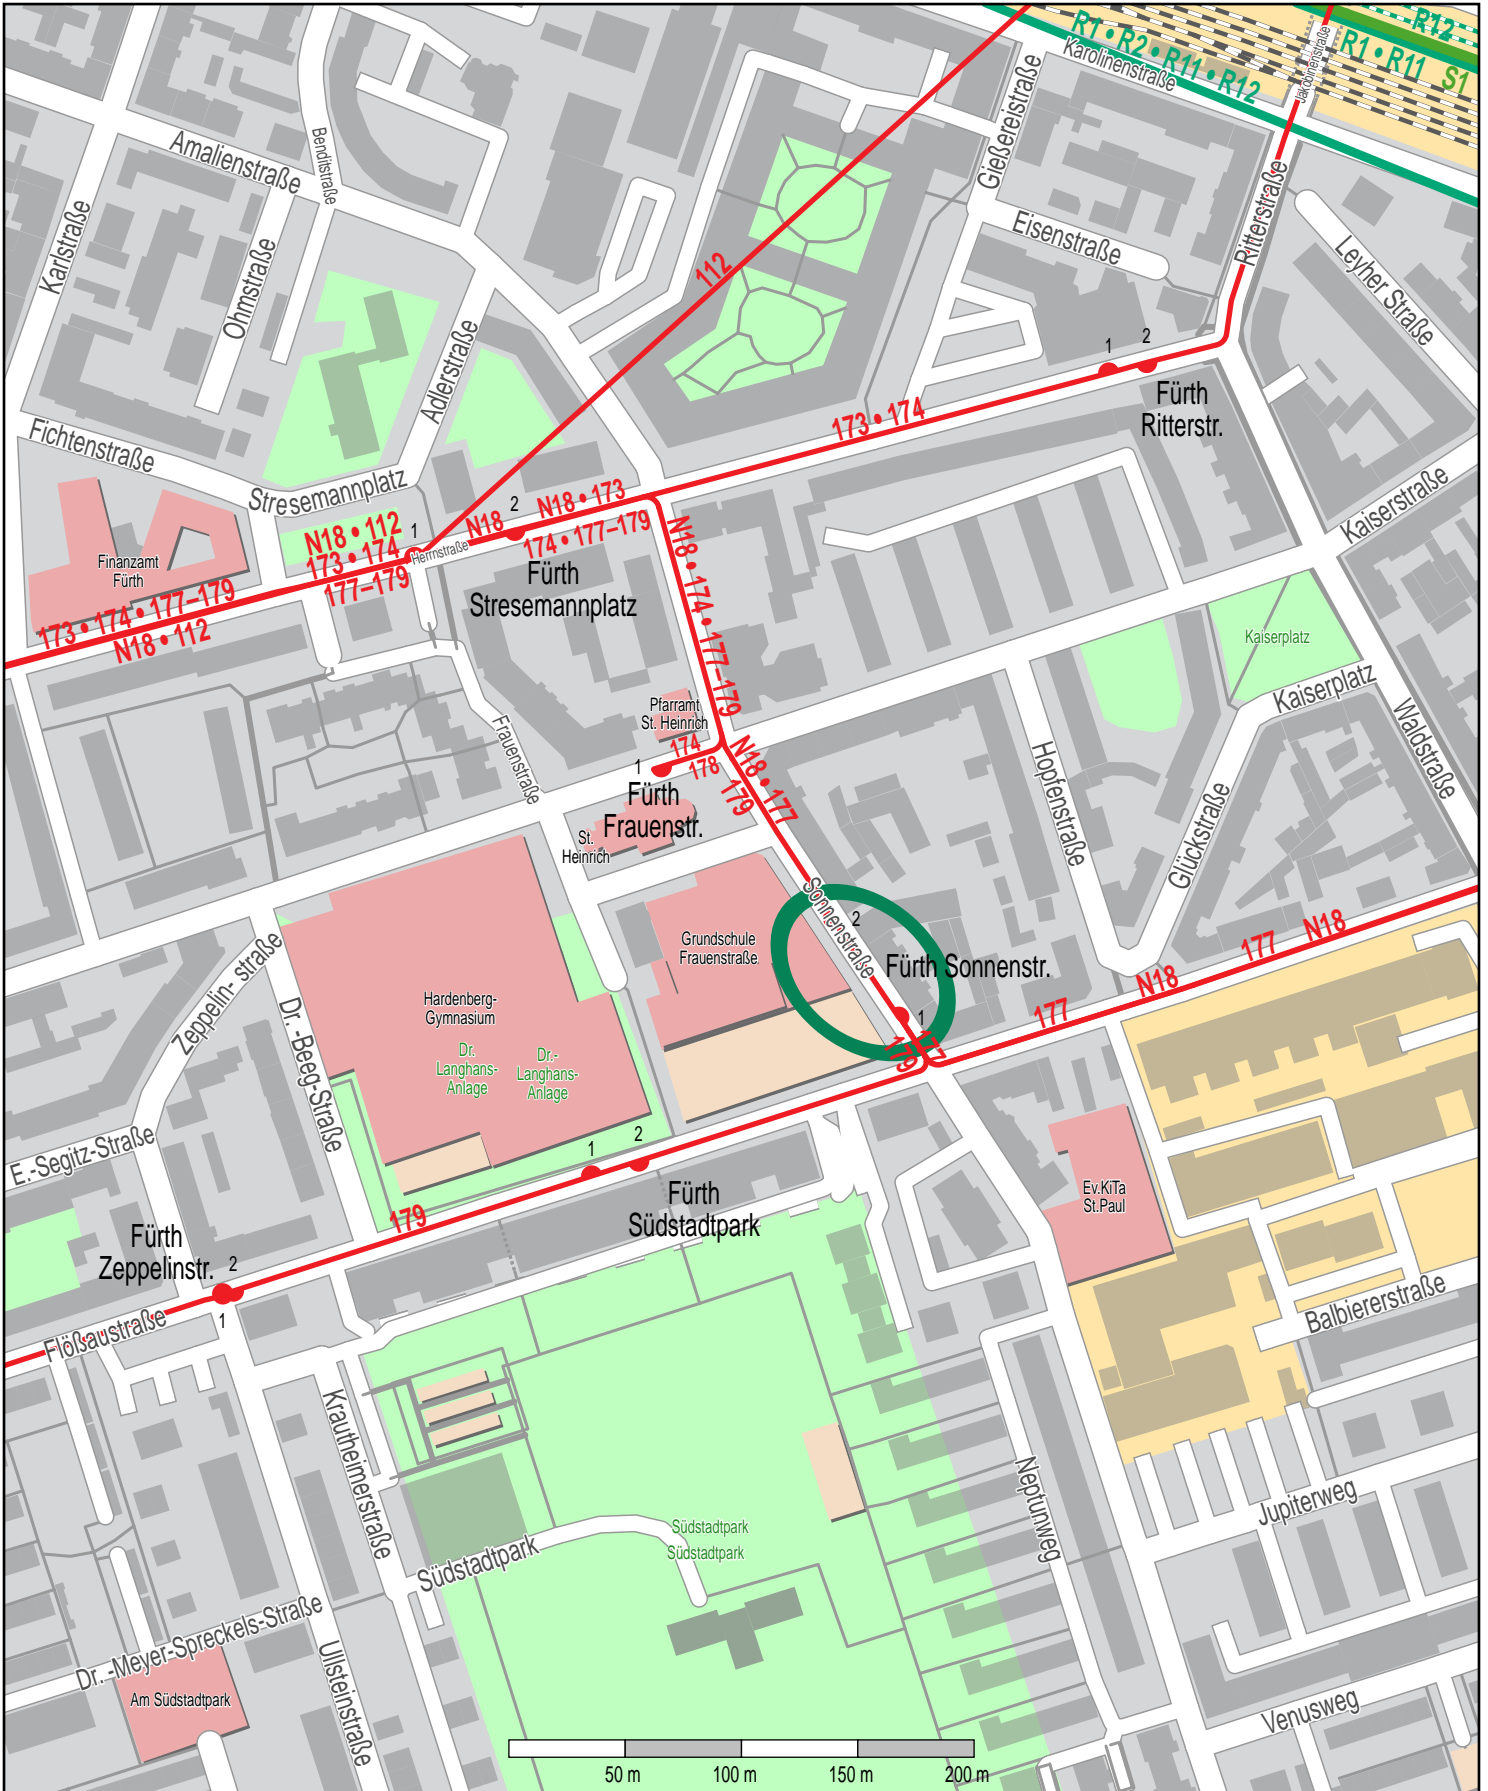 R12
R1 • R2 • R11 • R12
R1 • R11
S1
Karolinenstraße
Jakobinenstraße
Gießereistraße
Amalienstraße
Benditstraße
Karlstraße
Ohmstraße
Adlerstraße
Eisenstraße
Ritterstraße
Leyher Straße
112
1
2
Fürth
Ritterstr.
173 • 174
Fichtenstraße
Stresemannplatz
Kaiserstraße
N18 • 112
173 • 174
177–179
1
Herrnstraße
N18
2
N18 • 173
174 • 177–179
Fürth
Stresemannplatz
Finanzamt
Fürth
173 • 174 • 177–179
N18 • 112
N18 • 174 • 177–179
Kaiserplatz
Kaiserplatz
Waldstraße
Pfarramt
St. Heinrich
174
178
1
Fürth
Frauenstr.
N18 • 177
179
Frauenstraße
St.
Heinrich
Hopfenstraße
Glückstraße
Sonnenstraße
2
Fürth Sonnenstr.
1
Grundschule
Frauenstraße
177
N18
177
N18
179
177
Zeppelin- straße
Dr. -Beeg-Straße
Hardenberg-
Gymnasium
Dr.
Langhans-
Anlage
Dr.-
Langhans-
Anlage
E.-Segitz-Straße
1
2
Fürth
Südstadtpark
179
Ev.KiTa
St.Paul
Fürth
Zeppelinstr.
2
1
Flößaustraße
Balbiererstraße
Krautheimerstraße
Neptunweg
Jupiterweg
Südstadtpark
Südstadtpark
Südstadtpark
Dr. -Meyer-Spreckels-Straße
Ullsteinstraße
Am Südstadtpark
Venusweg
50 m
100 m
150 m
200 m